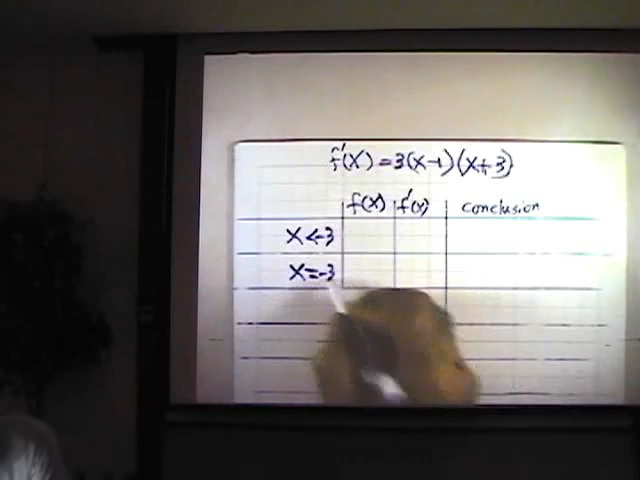 f'(x) = 3(x-1)(x+3)
f(x) f'(x) conclusion
x<-3
x=-3